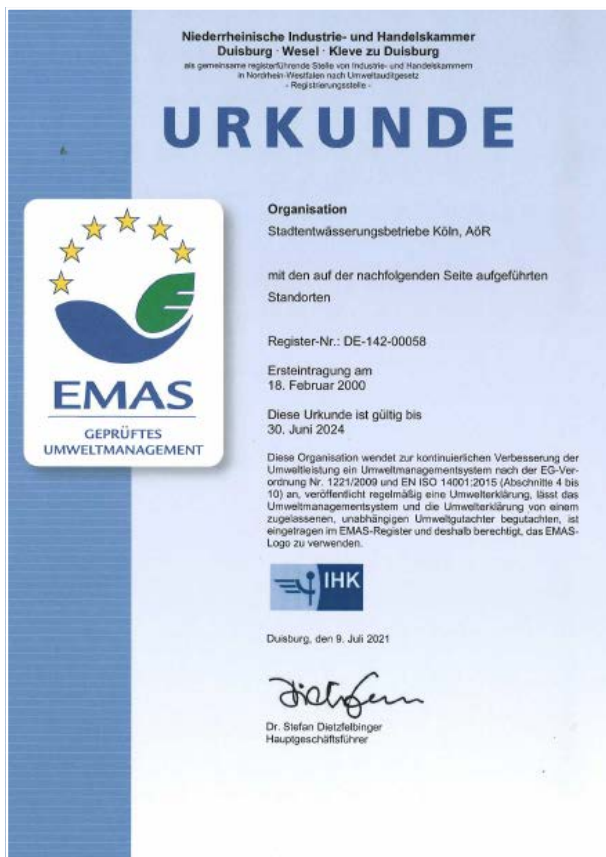 Niederrheinische Industrie- und Handelskammer
Duisburg · Wesel · Kleve zu Duisburg
als gemeinsame registerführende Stelle von Industrie- und Handelskammern
in Nordrhein-Westfalen nach Umweltauditgesetz
- Registrierungsstelle -
URKUNDE
EMAS
GEPRÜFTES
UMWELTMANAGEMENT
Organisation
Stadtentwässerungsbetriebe Köln, AöR
mit den auf der nachfolgenden Seite aufgeführten
Standorten
Register-Nr.: DE-142-00058
Ersteintragung am
18. Februar 2000
Diese Urkunde ist gültig bis
30. Juni 2024
Diese Organisation wendet zur kontinuierlichen Verbesserung der
Umweltleistung ein Umweltmanagementsystem nach der EG-Ver-
ordnung Nr. 1221/2009 und EN ISO 14001:2015 (Abschnitte 4 bis
10) an, veröffentlicht regelmäßig eine Umwelterklärung, lässt das
Umweltmanagementsystem und die Umwelterklärung von einem
zugelassenen, unabhängigen Umweltgutachter begutachten, ist
eingetragen im EMAS-Register und deshalb berechtigt, das EMAS-
Logo zu verwenden.
IHK
Duisburg, den 9. Juli 2021
Dr. Stefan Dietzfelbinger
Hauptgeschäftsführer